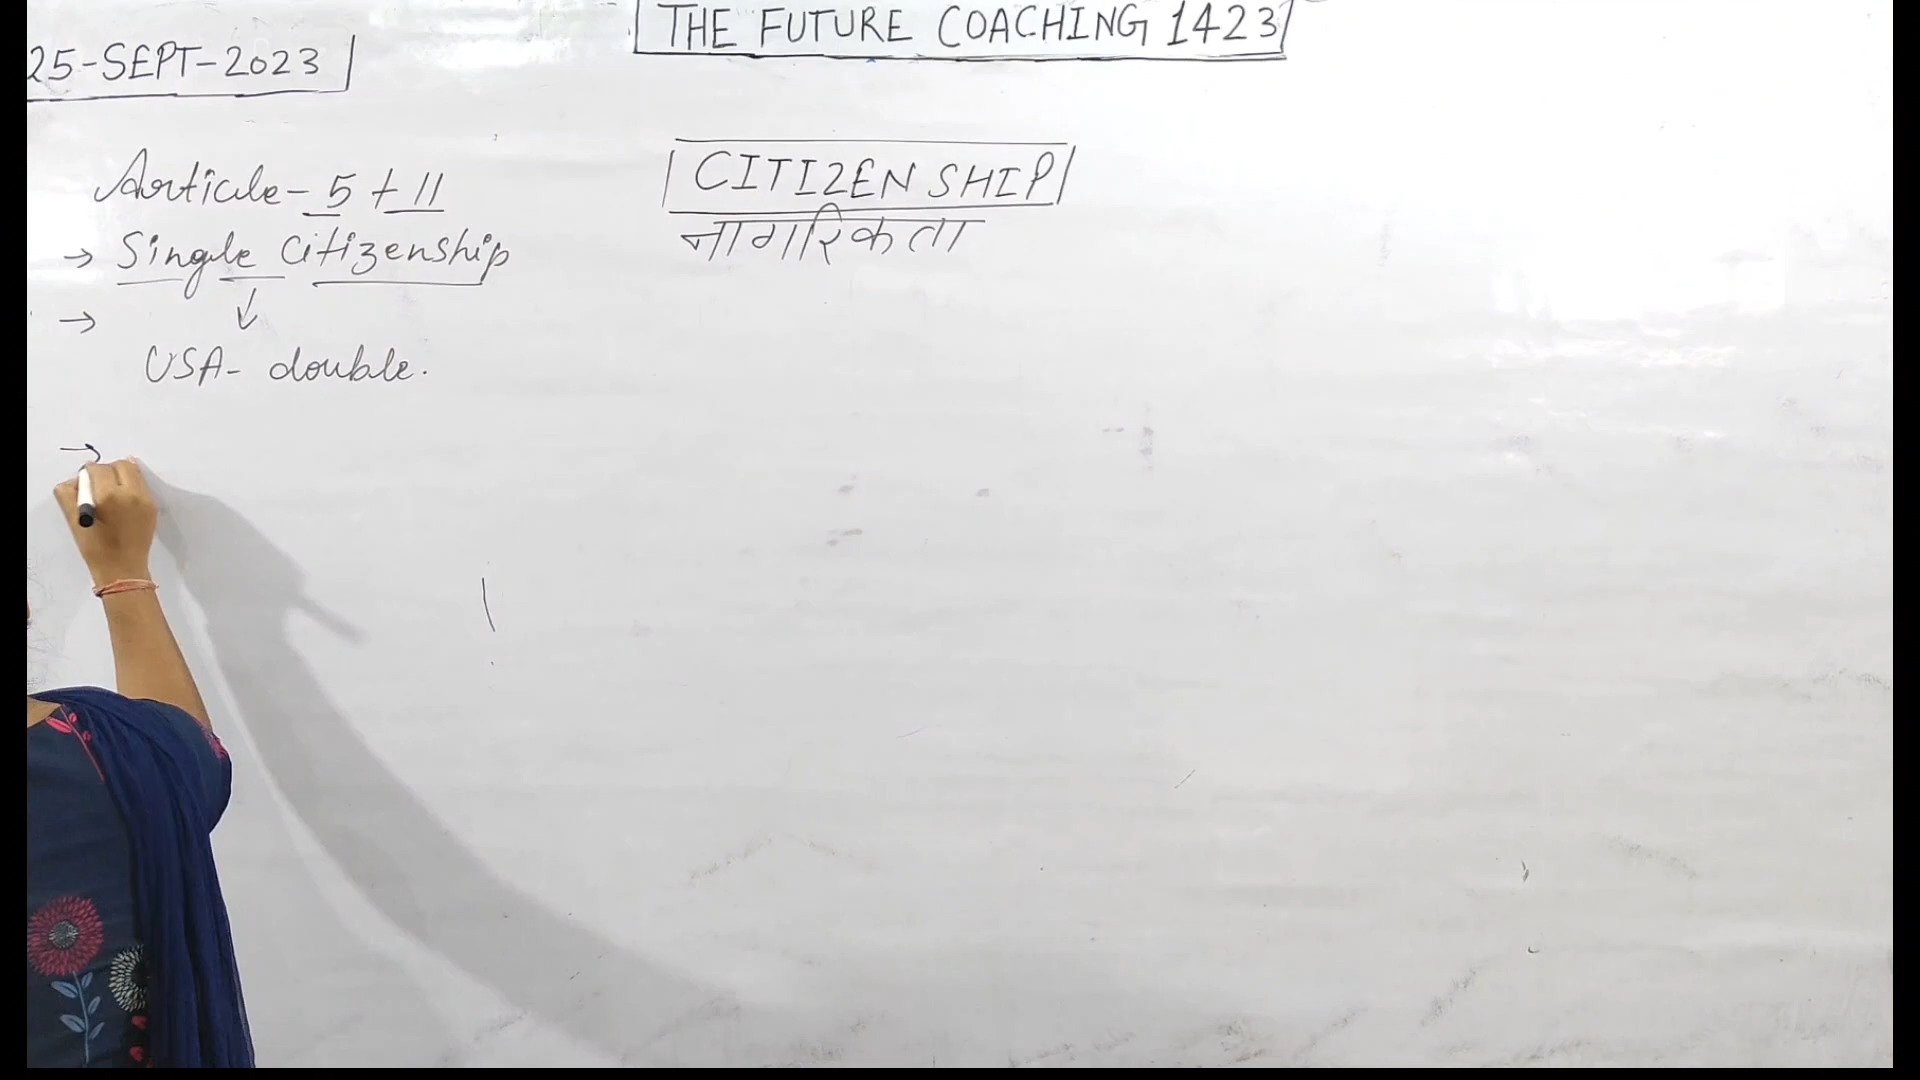 THE FUTURE COACHING 1423
25-SEPT-2023
CITIZENSHIP
नागरिकता
Article - 5 + 11
→ Single Citizenship
↓
→
USA - double.
→